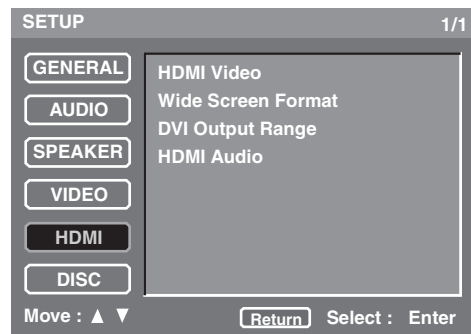 SETUP 1/1
GENERAL
AUDIO
SPEAKER
VIDEO
HDMI
DISC
HDMI Video
Wide Screen Format
DVI Output Range
HDMI Audio
Move : ▲ ▼ Return Select : Enter